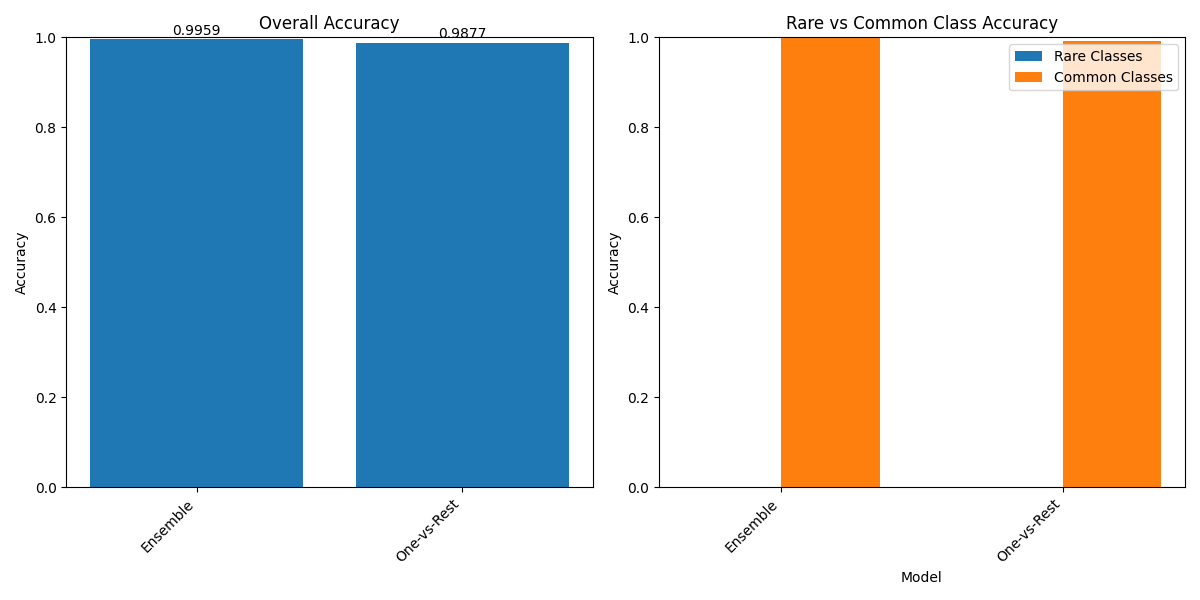 Overall Accuracy
0.9959
0.9877
1.0
0.8
0.6
0.4
0.2
0.0
Accuracy
Ensemble
One-vs-Rest
Rare vs Common Class Accuracy
Rare Classes
Common Classes
1.0
0.8
0.6
0.4
0.2
0.0
Accuracy
Ensemble
One-vs-Rest
Model